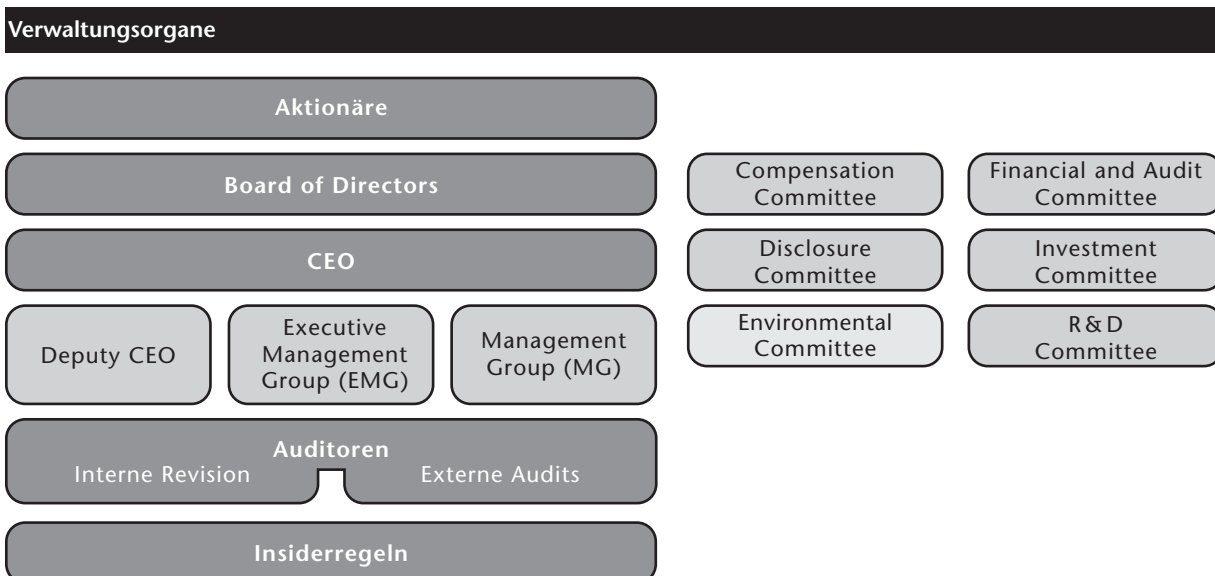 Verwaltungsorgane
Aktionäre
Board of Directors
CEO
Deputy CEO
Executive
Management
Group (EMG)
Management
Group (MG)
Auditoren
Interne Revision
Externe Audits
Insiderregeln
Compensation
Committee
Financial and Audit
Committee
Disclosure
Committee
Investment
Committee
Environmental
Committee
R & D
Committee